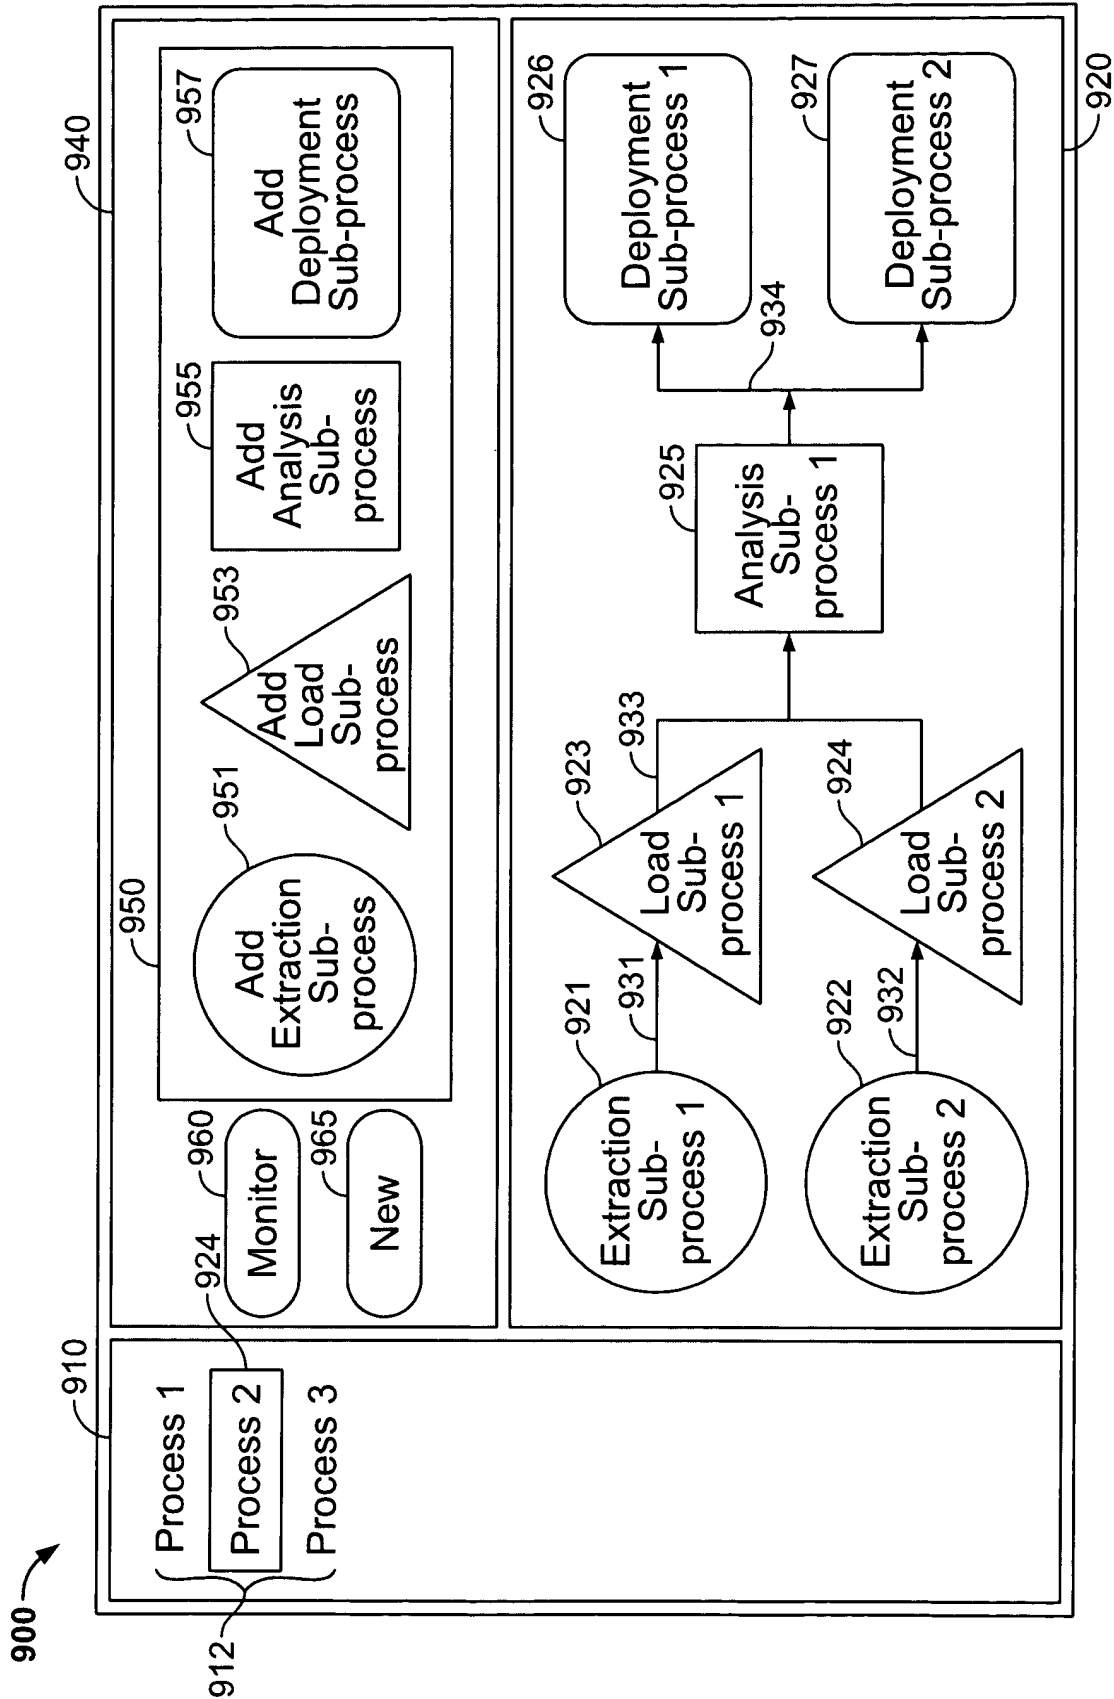 900
910
912
Process 1
Process 2
Process 3
924
940
960
Monitor
965
New
950
951
Add
Extraction
Sub-
process
953
Add
Load
Sub-
process
955
Add
Analysis
Sub-
process
957
Add
Deployment
Sub-process
921
Extraction
Sub-
process 1
931
923
Load
Sub-
process 1
933
922
Extraction
Sub-
process 2
932
924
Load
Sub-
process 2
925
Analysis
Sub-
process 1
934
926
Deployment
Sub-process 1
927
Deployment
Sub-process 2
920